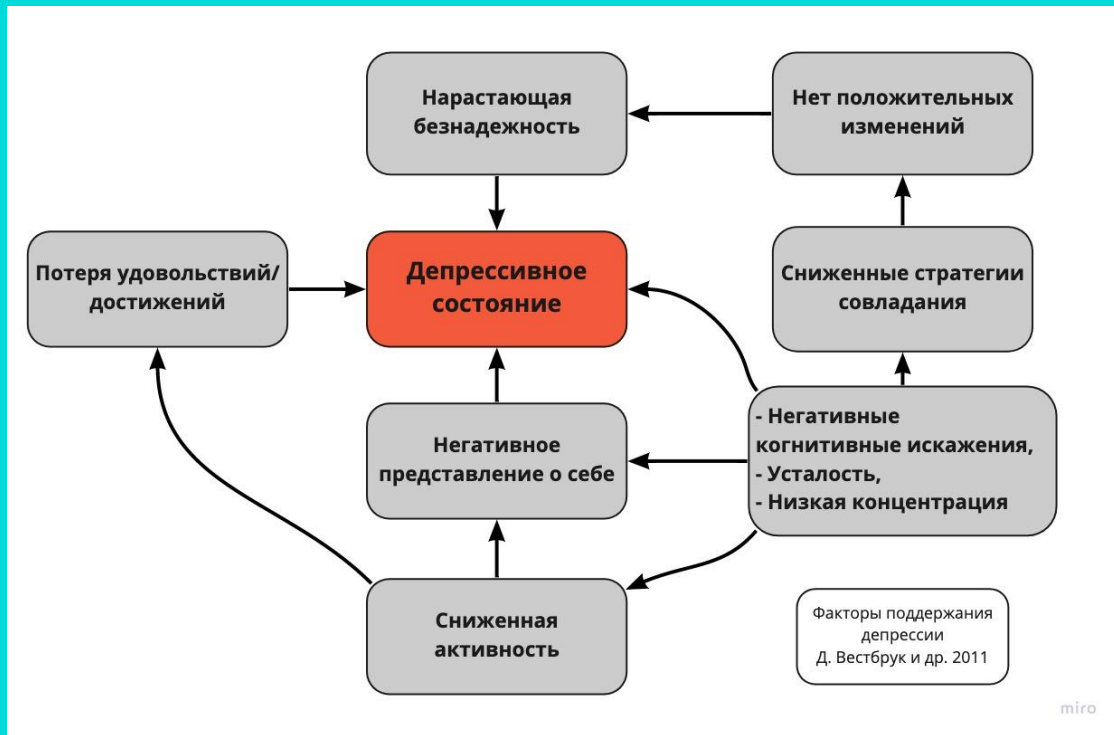 Нарастающая
безнадежность
Нет положительных
изменений
Потеря удовольствий/
достижений
Депрессивное
состояние
Сниженные стратегии
совладания
Негативное
представление о себе
- Негативные
когнитивные искажения,
- Усталость,
- Низкая концентрация
Сниженная
активность
Факторы поддержания
депрессии
Д. Вестбрук и др. 2011
miro